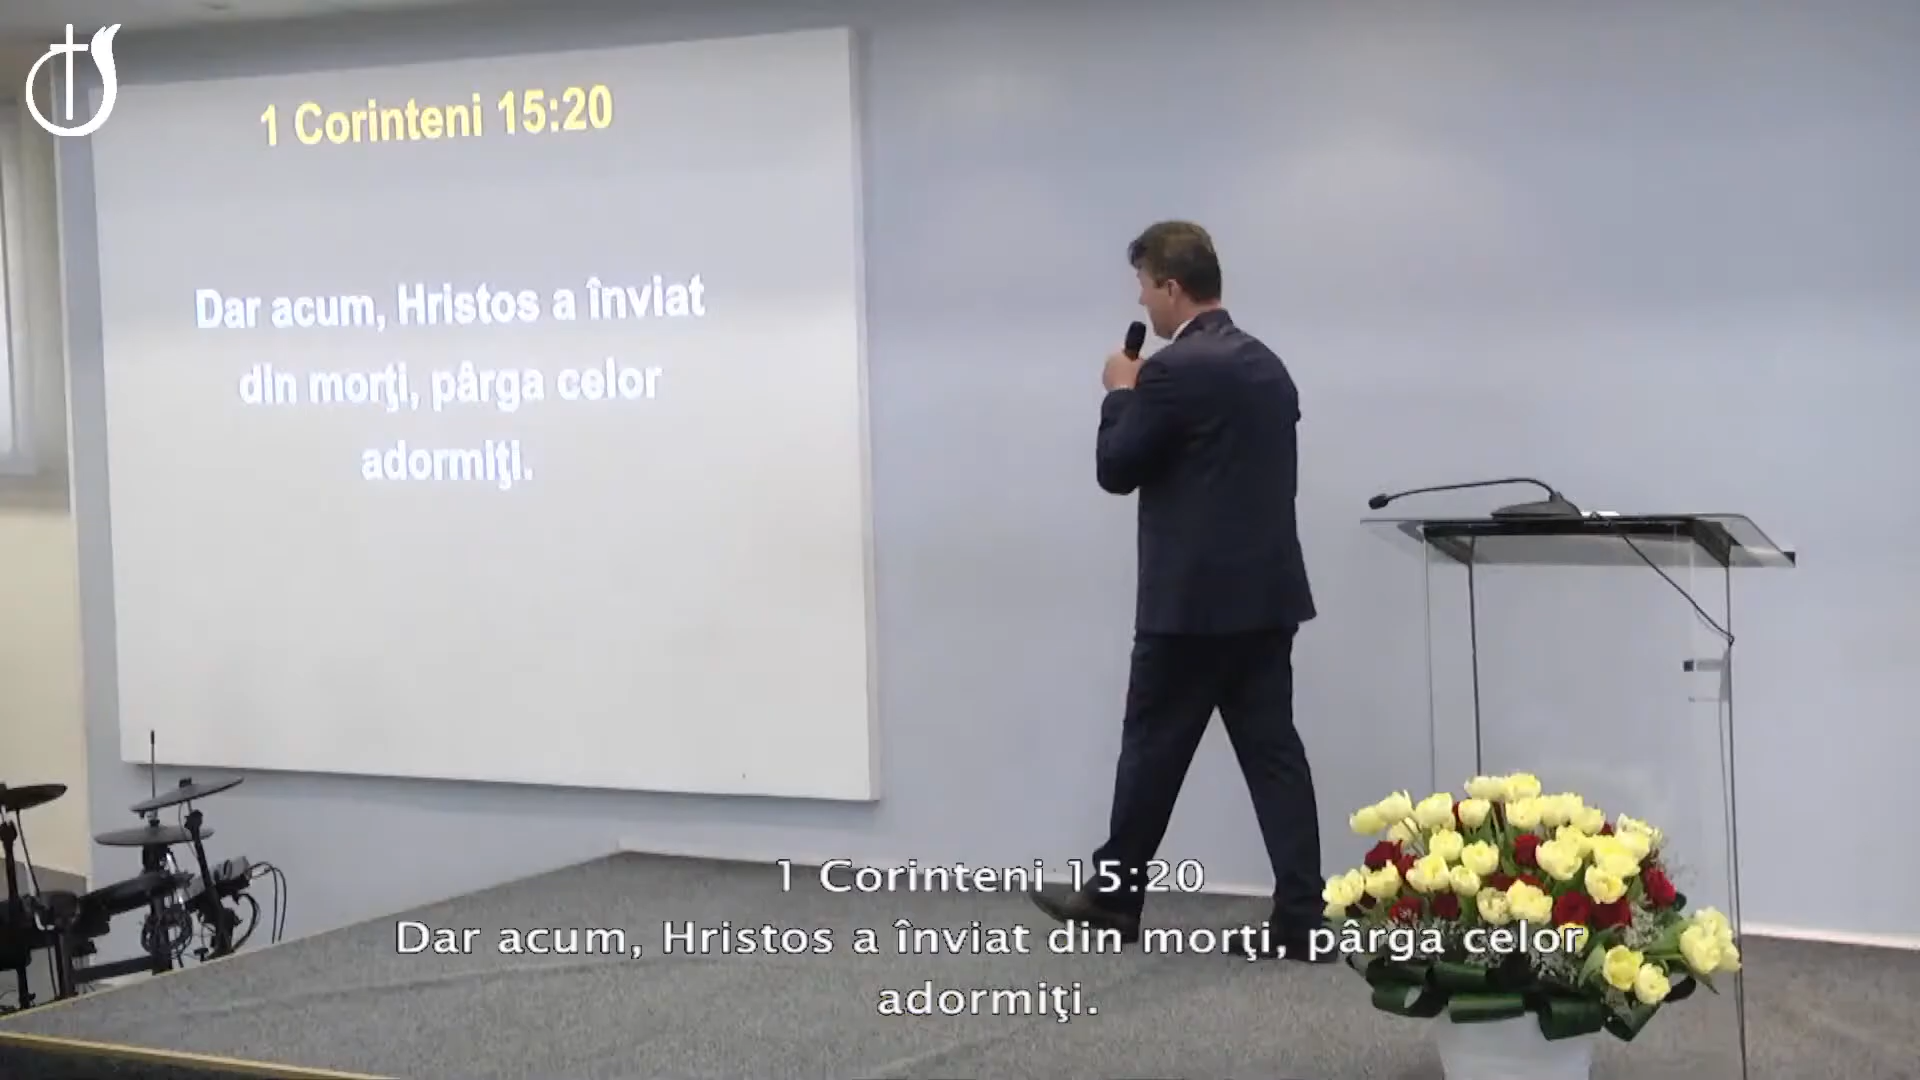 1 Corinteni 15:20
Dar acum, Hristos a înviat
din morţi, pârga celor
adormiţi.
1 Corinteni 15:20
Dar acum, Hristos a înviat din morţi, pârga celor
adormiţi.